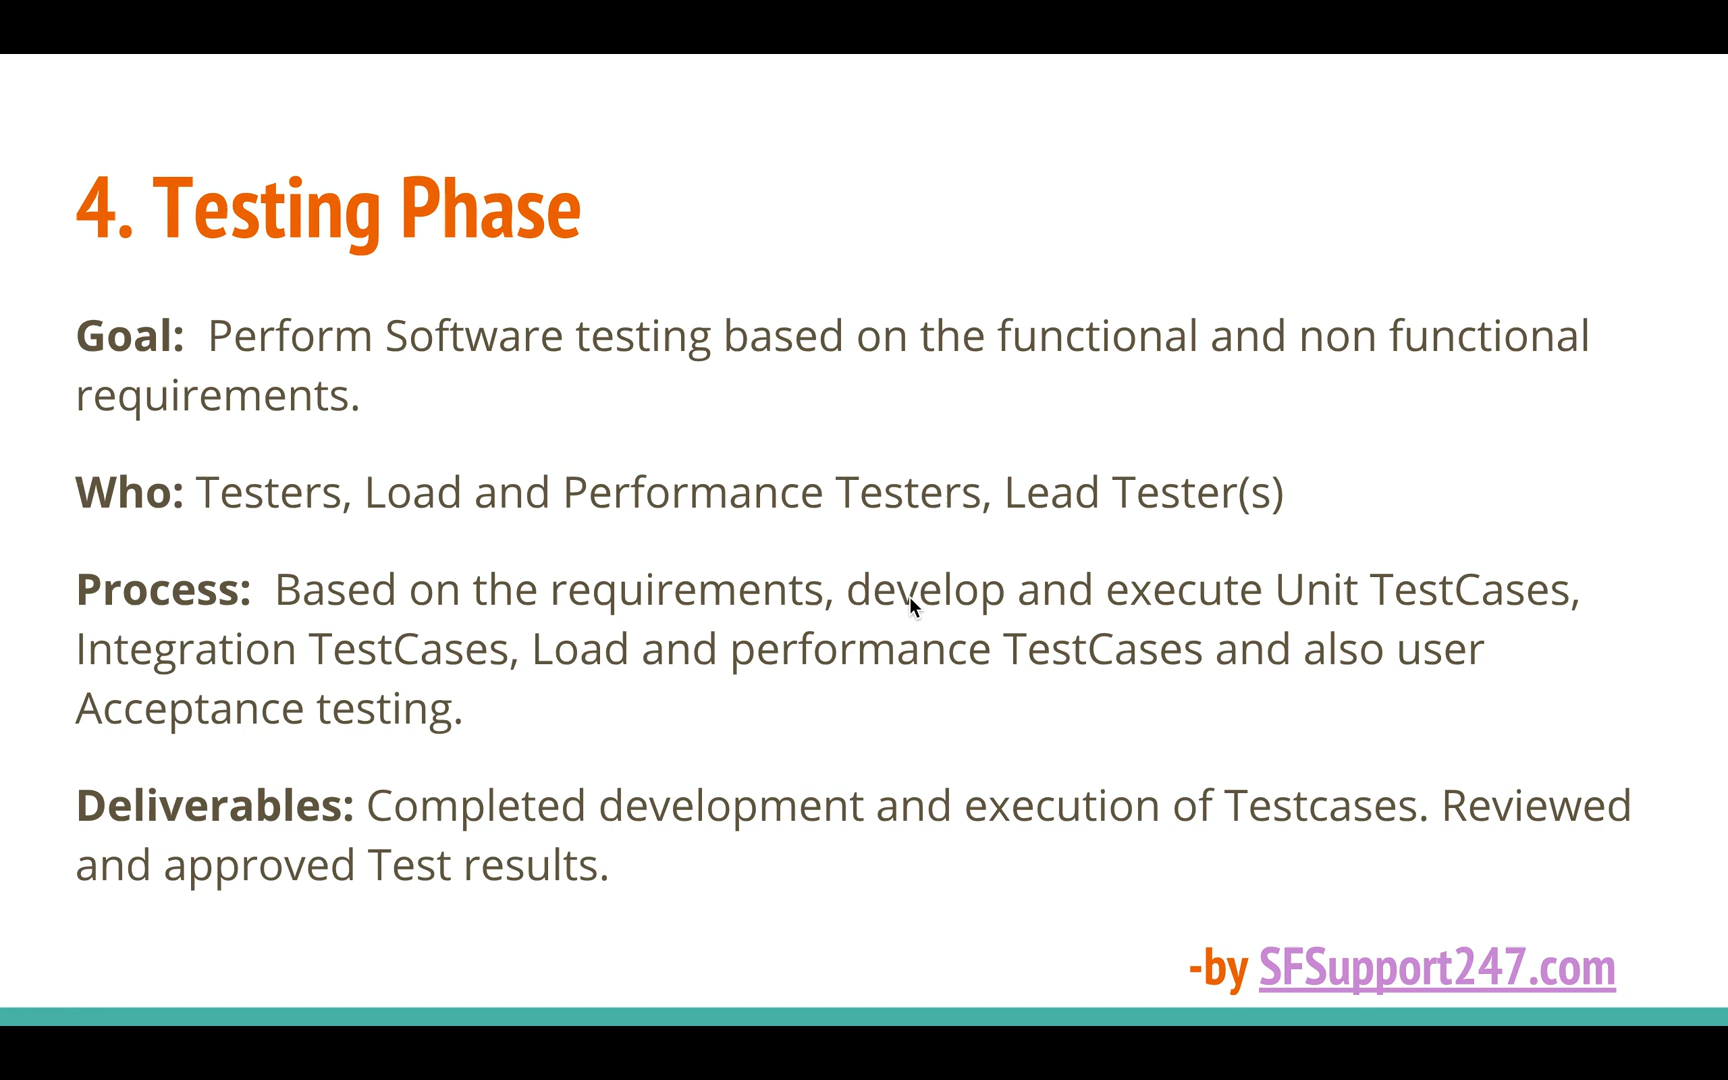 4. Testing Phase
Goal: Perform Software testing based on the functional and non functional
requirements.
Who: Testers, Load and Performance Testers, Lead Tester(s)
Process: Based on the requirements, develop and execute Unit TestCases,
Integration TestCases, Load and performance TestCases and also user
Acceptance testing.
Deliverables: Completed development and execution of Testcases. Reviewed
and approved Test results.
-by SFSupport247.com